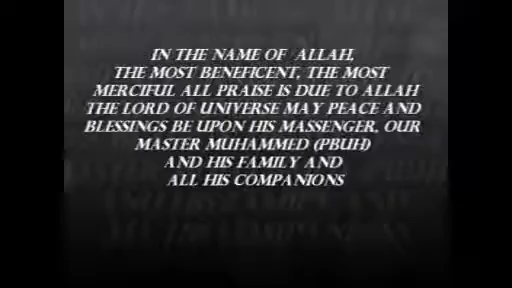 IN THE NAME OF ALLAH,
THE MOST BENEFICENT, THE MOST
MERCIFUL ALL PRAISE IS DUE TO ALLAH
THE LORD OF UNIVERSE MAY PEACE AND
BLESSINGS BE UPON HIS MASSENGER, OUR
MASTER MUHAMMED (PBUH)
AND HIS FAMILY AND
ALL HIS COMPANIONS